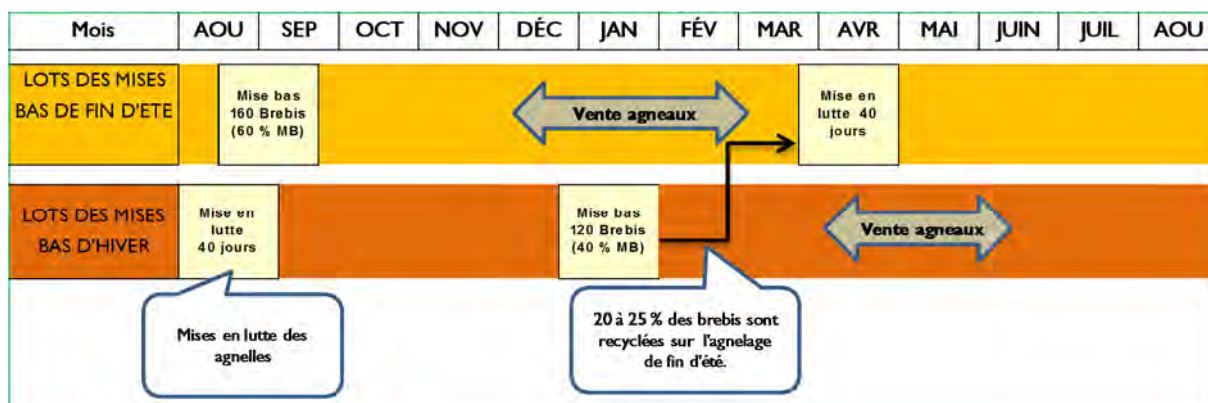 Mois AOU SEP OCT NOV DÉC JAN FÉV MAR AVR MAI JUIN JUIL AOU
LOTS DES MISES
BAS DE FIN D'ETE
Mise bas
160 Brebis
(60 % MB)
Vente agneaux
Mise en
lutte 40
jours
LOTS DES MISES
BAS D'HIVER
Mise en
lutte
40 jours
Mise bas
120 Brebis
(40 % MB)
Vente agneaux
Mises en lutte des
agnelles
20 à 25 % des brebis sont
recyclées sur l'agnelage
de fin d'été.